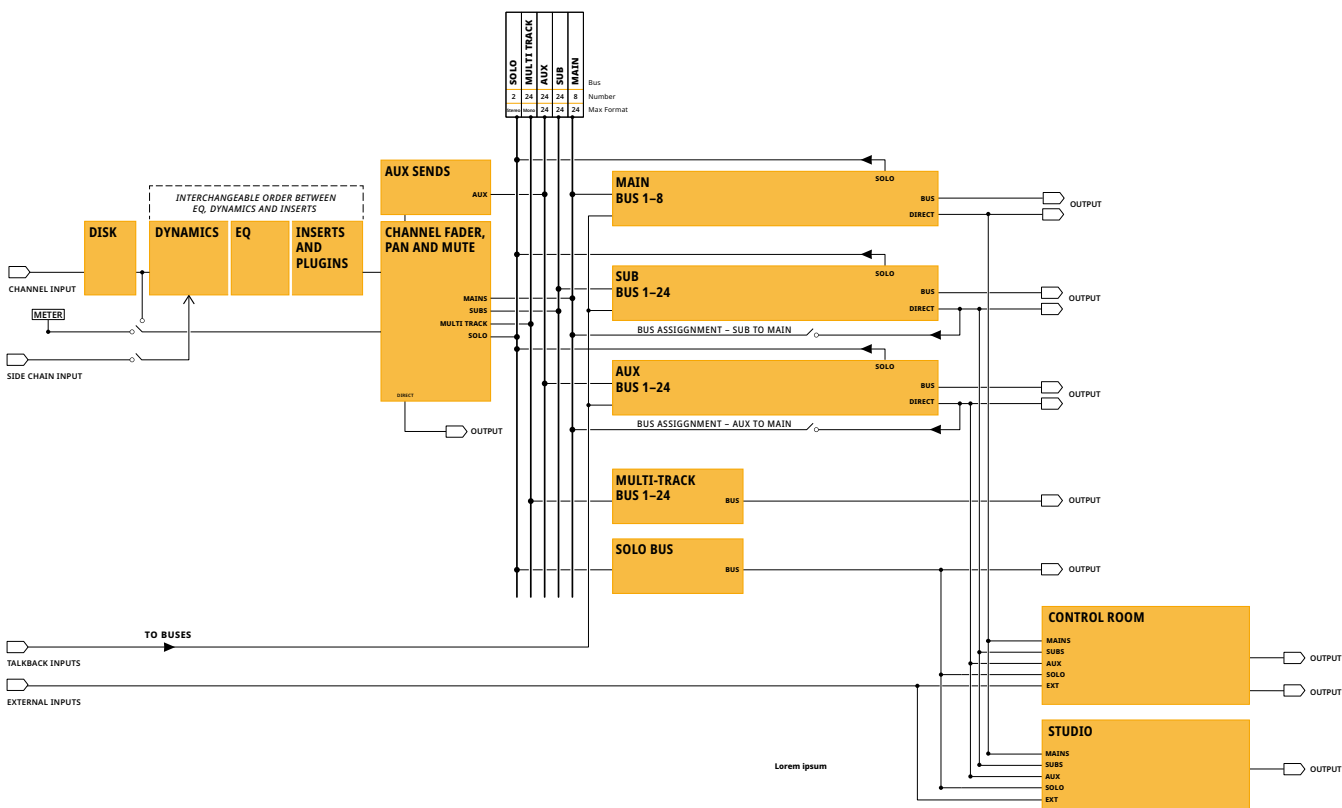 SOLO
MULTI TRACK
AUX
SUB
MAIN
Bus
2 24 24 24 8 Number
Stereo Mono 24 24 24 Max Format
AUX SENDS
AUX
INTERCHANGEABLE ORDER BETWEEN
EQ, DYNAMICS AND INSERTS
DISK
DYNAMICS
EQ
INSERTS
AND
PLUGINS
CHANNEL FADER,
PAN AND MUTE
MAINS
SUBS
MULTI TRACK
SOLO
DIRECT
OUTPUT
CHANNEL INPUT
METER
SIDE CHAIN INPUT
SOLO
MAIN
BUS 1–8
BUS
DIRECT
OUTPUT
SOLO
SUB
BUS 1–24
BUS
DIRECT
OUTPUT
BUS ASSIGGNMENT – SUB TO MAIN
SOLO
AUX
BUS 1–24
BUS
DIRECT
OUTPUT
BUS ASSIGGNMENT – AUX TO MAIN
MULTI-TRACK
BUS 1–24
BUS
OUTPUT
SOLO BUS
BUS
OUTPUT
TO BUSES
TALKBACK INPUTS
EXTERNAL INPUTS
CONTROL ROOM
MAINS
SUBS
AUX
SOLO
EXT
OUTPUT
OUTPUT
STUDIO
MAINS
SUBS
AUX
SOLO
EXT
OUTPUT
Lorem ipsum